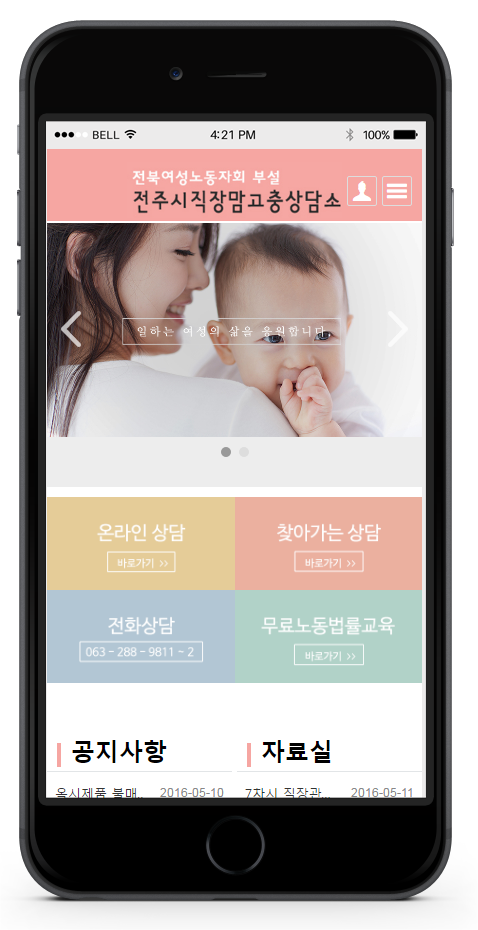 BELL 4:21 PM 100%
전북여성노동자회 부설
전주시직장맘고충상담소
일하는 여성의 삶을 응원합니다.
온라인 상담 찾아가는 상담
바로가기 >> 바로가기 >>
전화상담 무료노동법률교육
063 - 288 - 9811 ~ 2 바로가기 >>
공지사항 자료실
옥시제품 불매.. 2016-05-10 7차시 직장관... 2016-05-11